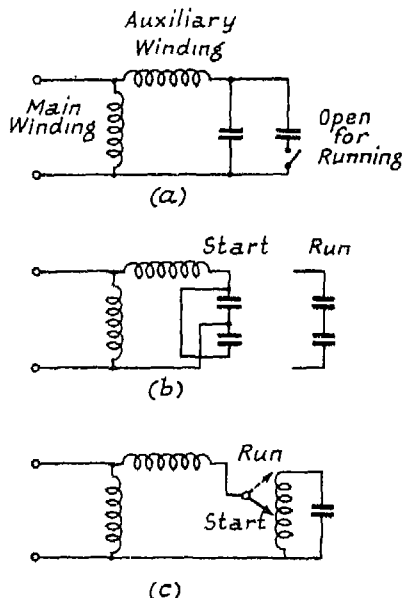 Auxiliary
Winding
Main
Winding
Open
for
Running
(a)
Start Run
(b)
Run
Start
(c)